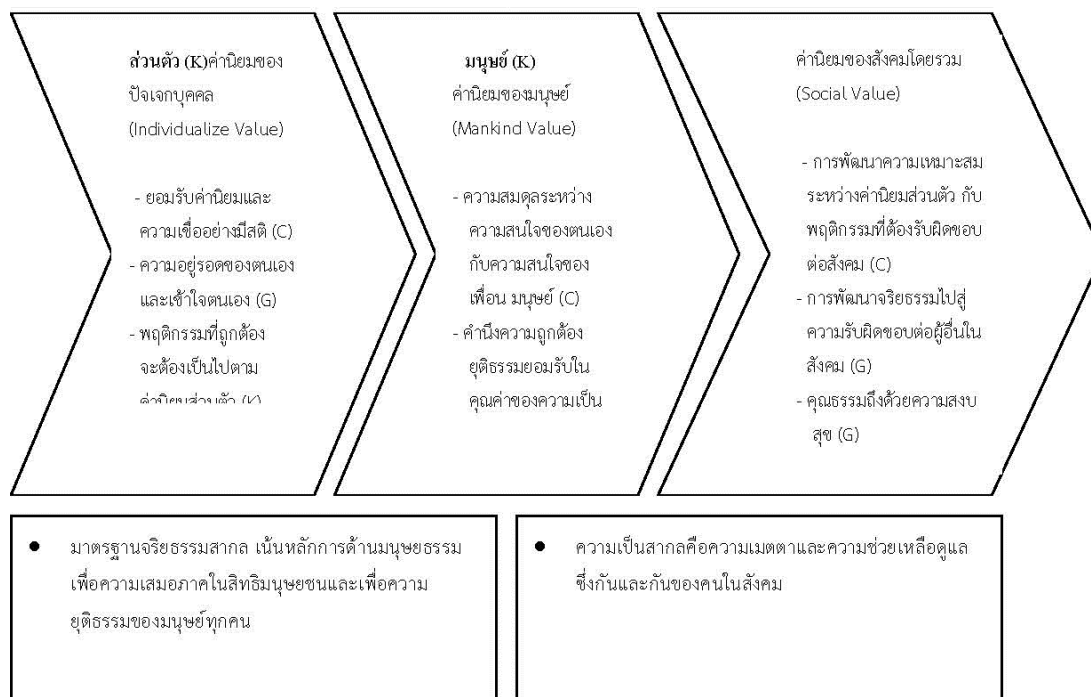 ส่วนตัว (K)ค่านิยมของ
ปัจเจกบุคคล
(Individualize Value)
- ยอมรับค่านิยมและ
ความเชื่ออย่างมีสติ (C)
- ความอยู่รอดของตนเอง
และเข้าใจตนเอง (G)
- พฤติกรรมที่ถูกต้อง
จะต้องเป็นไปตาม
ค่านิยมส่วนตัว (K)
มนุษย์ (K)
ค่านิยมของมนุษย์
(Mankind Value)
- ความสมดุลระหว่าง
ความสนใจของตนเอง
กับความสนใจของ
เพื่อน มนุษย์ (C)
- คำนึงความถูกต้อง
ยุติธรรมยอมรับใน
คุณค่าของความเป็น
ค่านิยมของสังคมโดยรวม
(Social Value)
- การพัฒนาความเหมาะสม
ระหว่างค่านิยมส่วนตัว กับ
พฤติกรรมที่ต้องรับผิดชอบ
ต่อสังคม (C)
- การพัฒนาจริยธรรมไปสู่
ความรับผิดชอบต่อผู้อื่นใน
สังคม (G)
- คุณธรรมถึงด้วยความสงบ
สุข (G)
● มาตรฐานจริยธรรมสากล เน้นหลักการด้านมนุษยธรรม
เพื่อความเสมอภาคในสิทธิมนุษยชนและเพื่อความ
ยุติธรรมของมนุษย์ทุกคน
● ความเป็นสากลคือความเมตตาและความช่วยเหลือดูแล
ซึ่งกันและกันของคนในสังคม